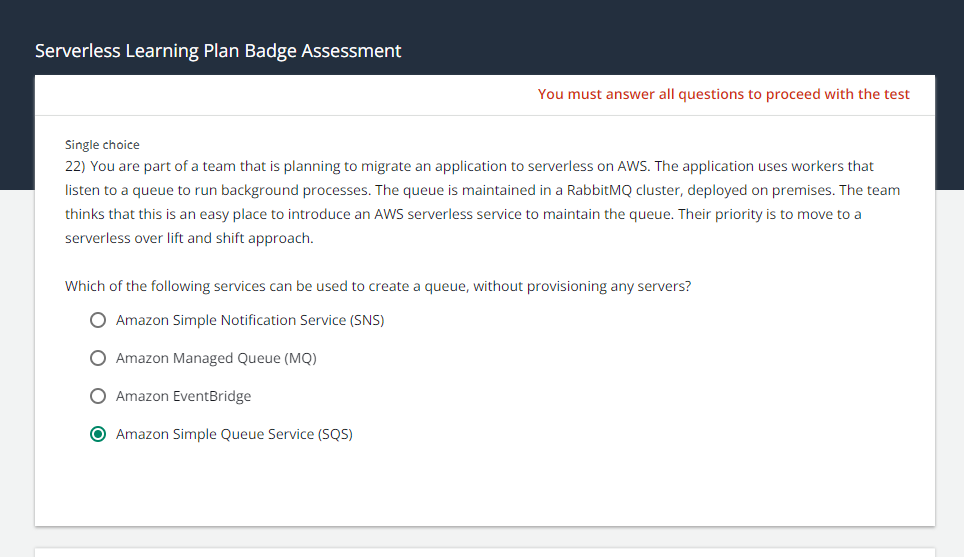 Serverless Learning Plan Badge Assessment
You must answer all questions to proceed with the test
Single choice
22) You are part of a team that is planning to migrate an application to serverless on AWS. The application uses workers that
listen to a queue to run background processes. The queue is maintained in a RabbitMQ cluster, deployed on premises. The team
thinks that this is an easy place to introduce an AWS serverless service to maintain the queue. Their priority is to move to a
serverless over lift and shift approach.
Which of the following services can be used to create a queue, without provisioning any servers?
Amazon Simple Notification Service (SNS)
Amazon Managed Queue (MQ)
Amazon EventBridge
Amazon Simple Queue Service (SQS)